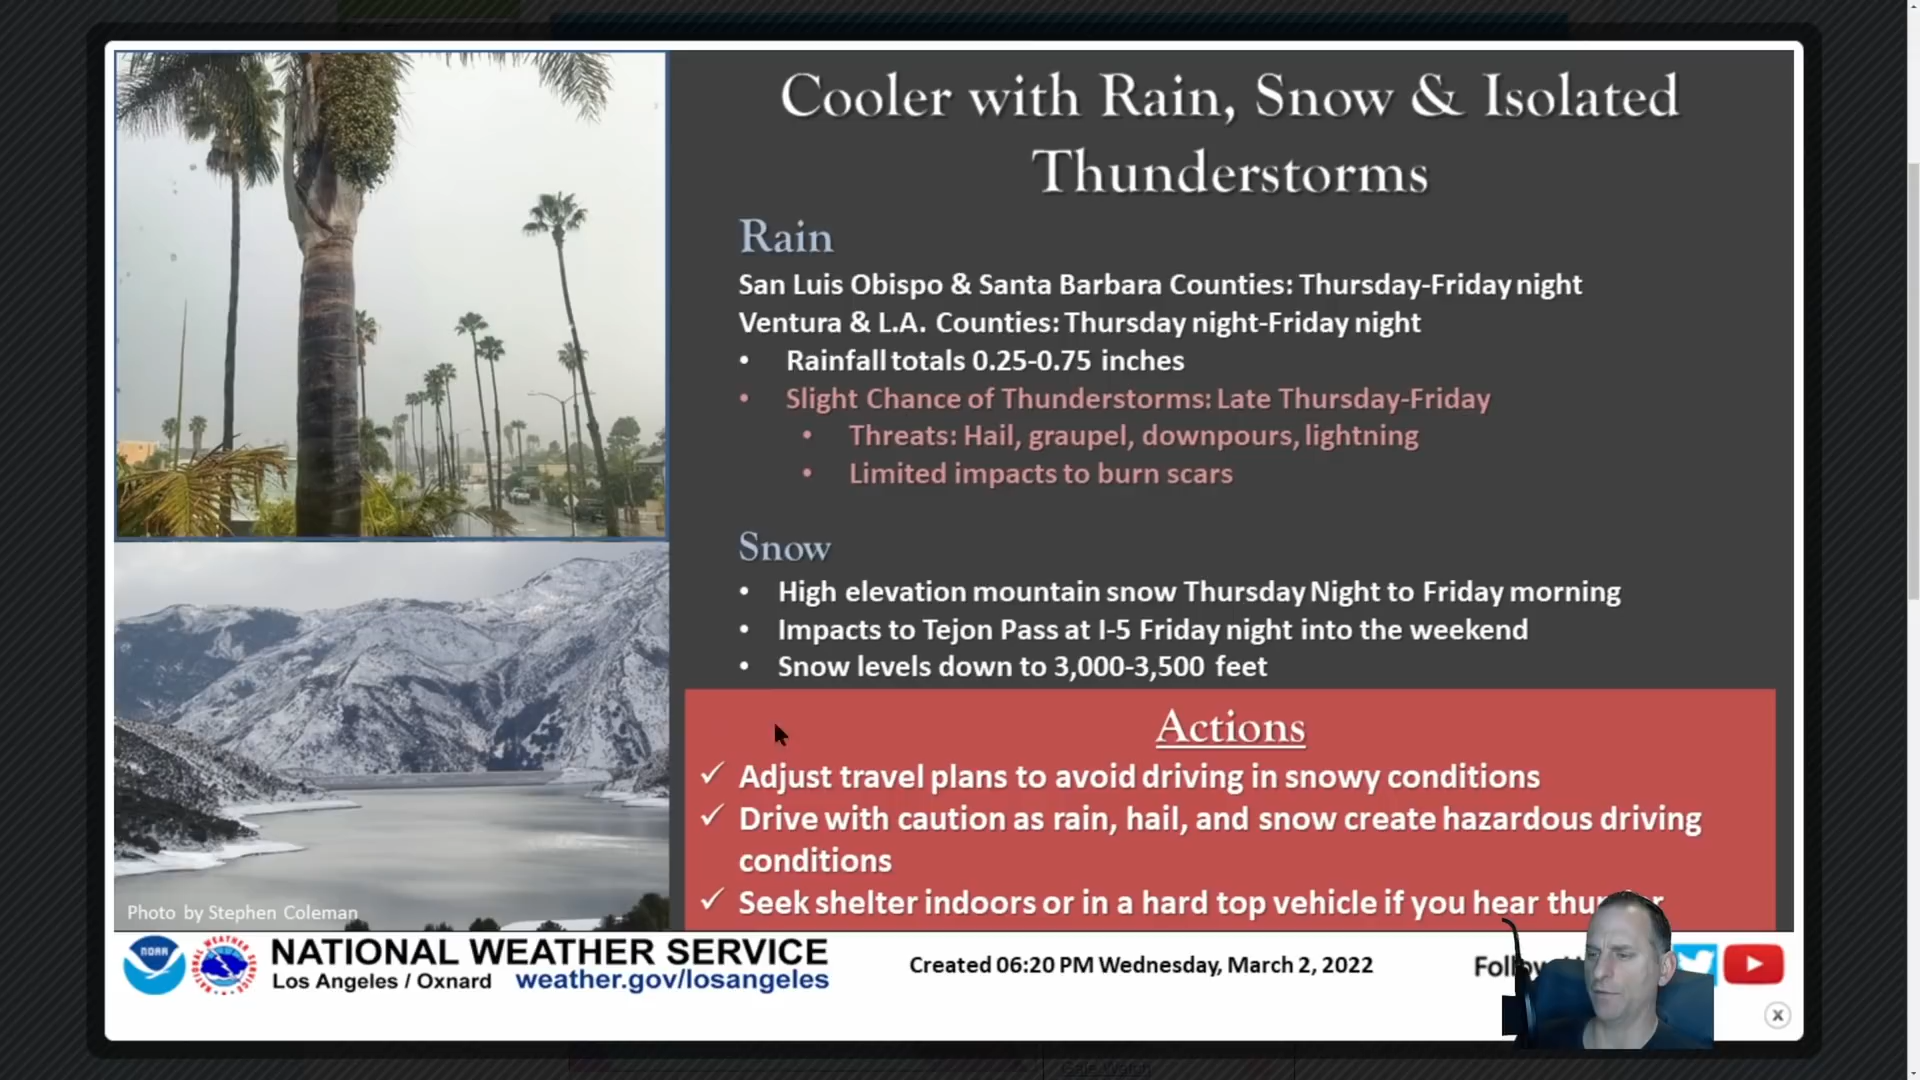 Cooler with Rain, Snow & Isolated
Thunderstorms
Rain
San Luis Obispo & Santa Barbara Counties: Thursday-Friday night
Ventura & L.A. Counties: Thursday night-Friday night
• Rainfall totals 0.25-0.75 inches
• Slight Chance of Thunderstorms: Late Thursday-Friday
• Threats: Hail, graupel, downpours, lightning
• Limited impacts to burn scars
Snow
• High elevation mountain snow Thursday Night to Friday morning
• Impacts to Tejon Pass at I-5 Friday night into the weekend
• Snow levels down to 3,000-3,500 feet
Actions
✓ Adjust travel plans to avoid driving in snowy conditions
✓ Drive with caution as rain, hail, and snow create hazardous driving
conditions
✓ Seek shelter indoors or in a hard top vehicle if you hear
Photo by Stephen Coleman
NOAA
NATIONAL WEATHER SERVICE
Los Angeles / Oxnard weather.gov/losangeles
Created 06:20 PM Wednesday, March 2, 2022